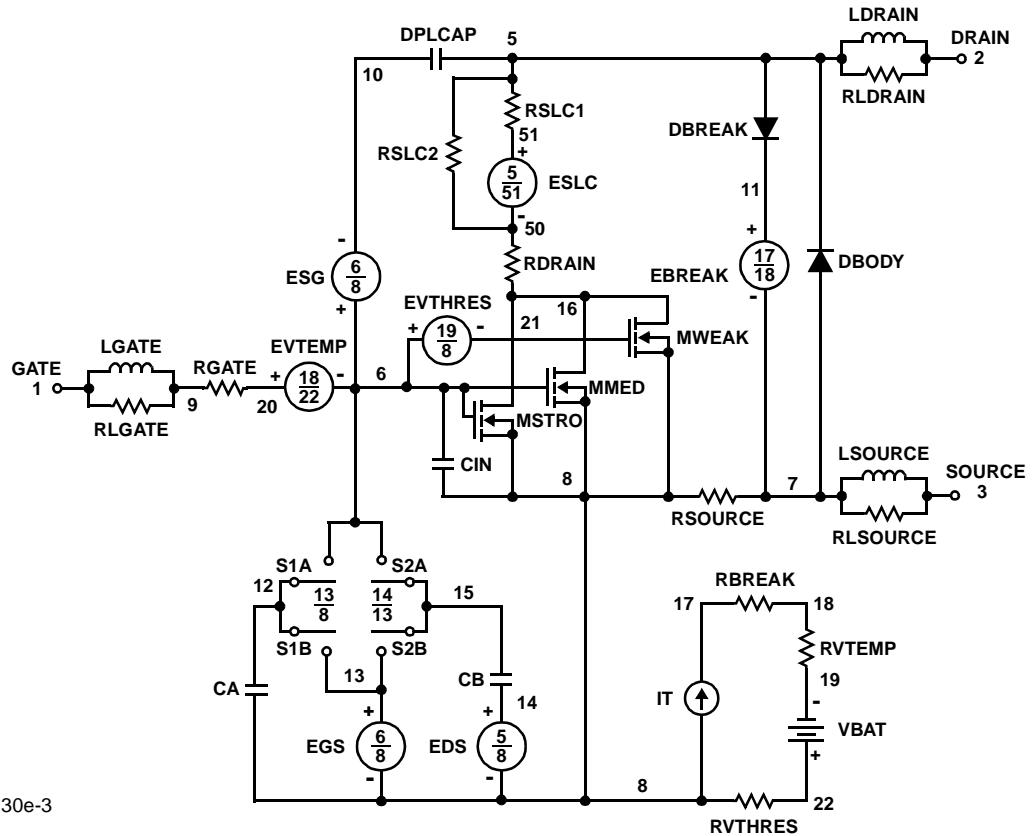 LDRAIN
DPLCAP
5
DRAIN
2
10
RLDRAIN
RSLC1
DBREAK
51
+
RSLC2
5
51
ESLC
11
-
50
+
-
RDRAIN
17
18
EBREAK
DBODY
ESG
6
8
EVTHRES
16
-
+
+
19
8
-
21
MWEAK
LGATE
EVTEMP
GATE
1
RGATE
+
18
22
-
6
MMED
9
20
MSTRO
RLGATE
LSOURCE
CIN
8
7
SOURCE
3
RSOURCE
RLSOURCE
S1A
S2A
12
13
8
14
13
15
RBREAK
17
18
S1B
S2B
RVTEMP
13
CB
19
CA
14
IT
-
+
+
VBAT
EGS
6
8
EDS
5
8
+
-
-
8
22
30e-3
RVTHRES